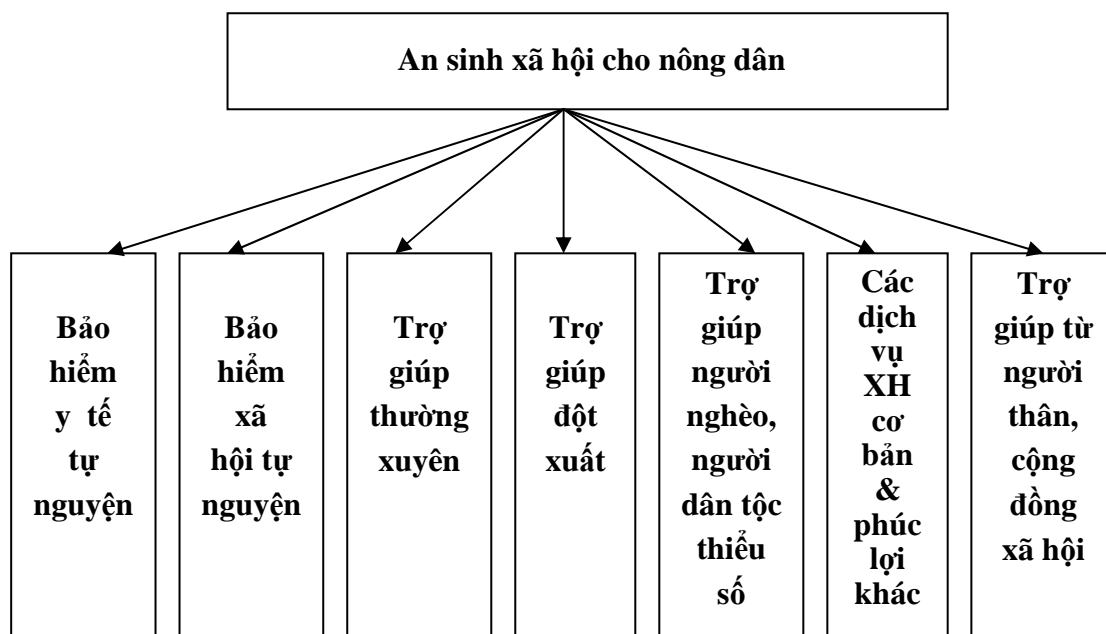 An sinh xã hội cho nông dân
Bảo
hiểm
y tế
tự
nguyện
Bảo
hiểm
xã
hội tự
nguyện
Trợ
giúp
thường
xuyên
Trợ
giúp
đột
xuất
Trợ
giúp
người
nghèo,
người
dân tộc
thiểu
số
Các
dịch
vụ
XH
cơ
bản
&
phúc
lợi
khác
Trợ
giúp từ
người
thân,
cộng
đồng
xã hội